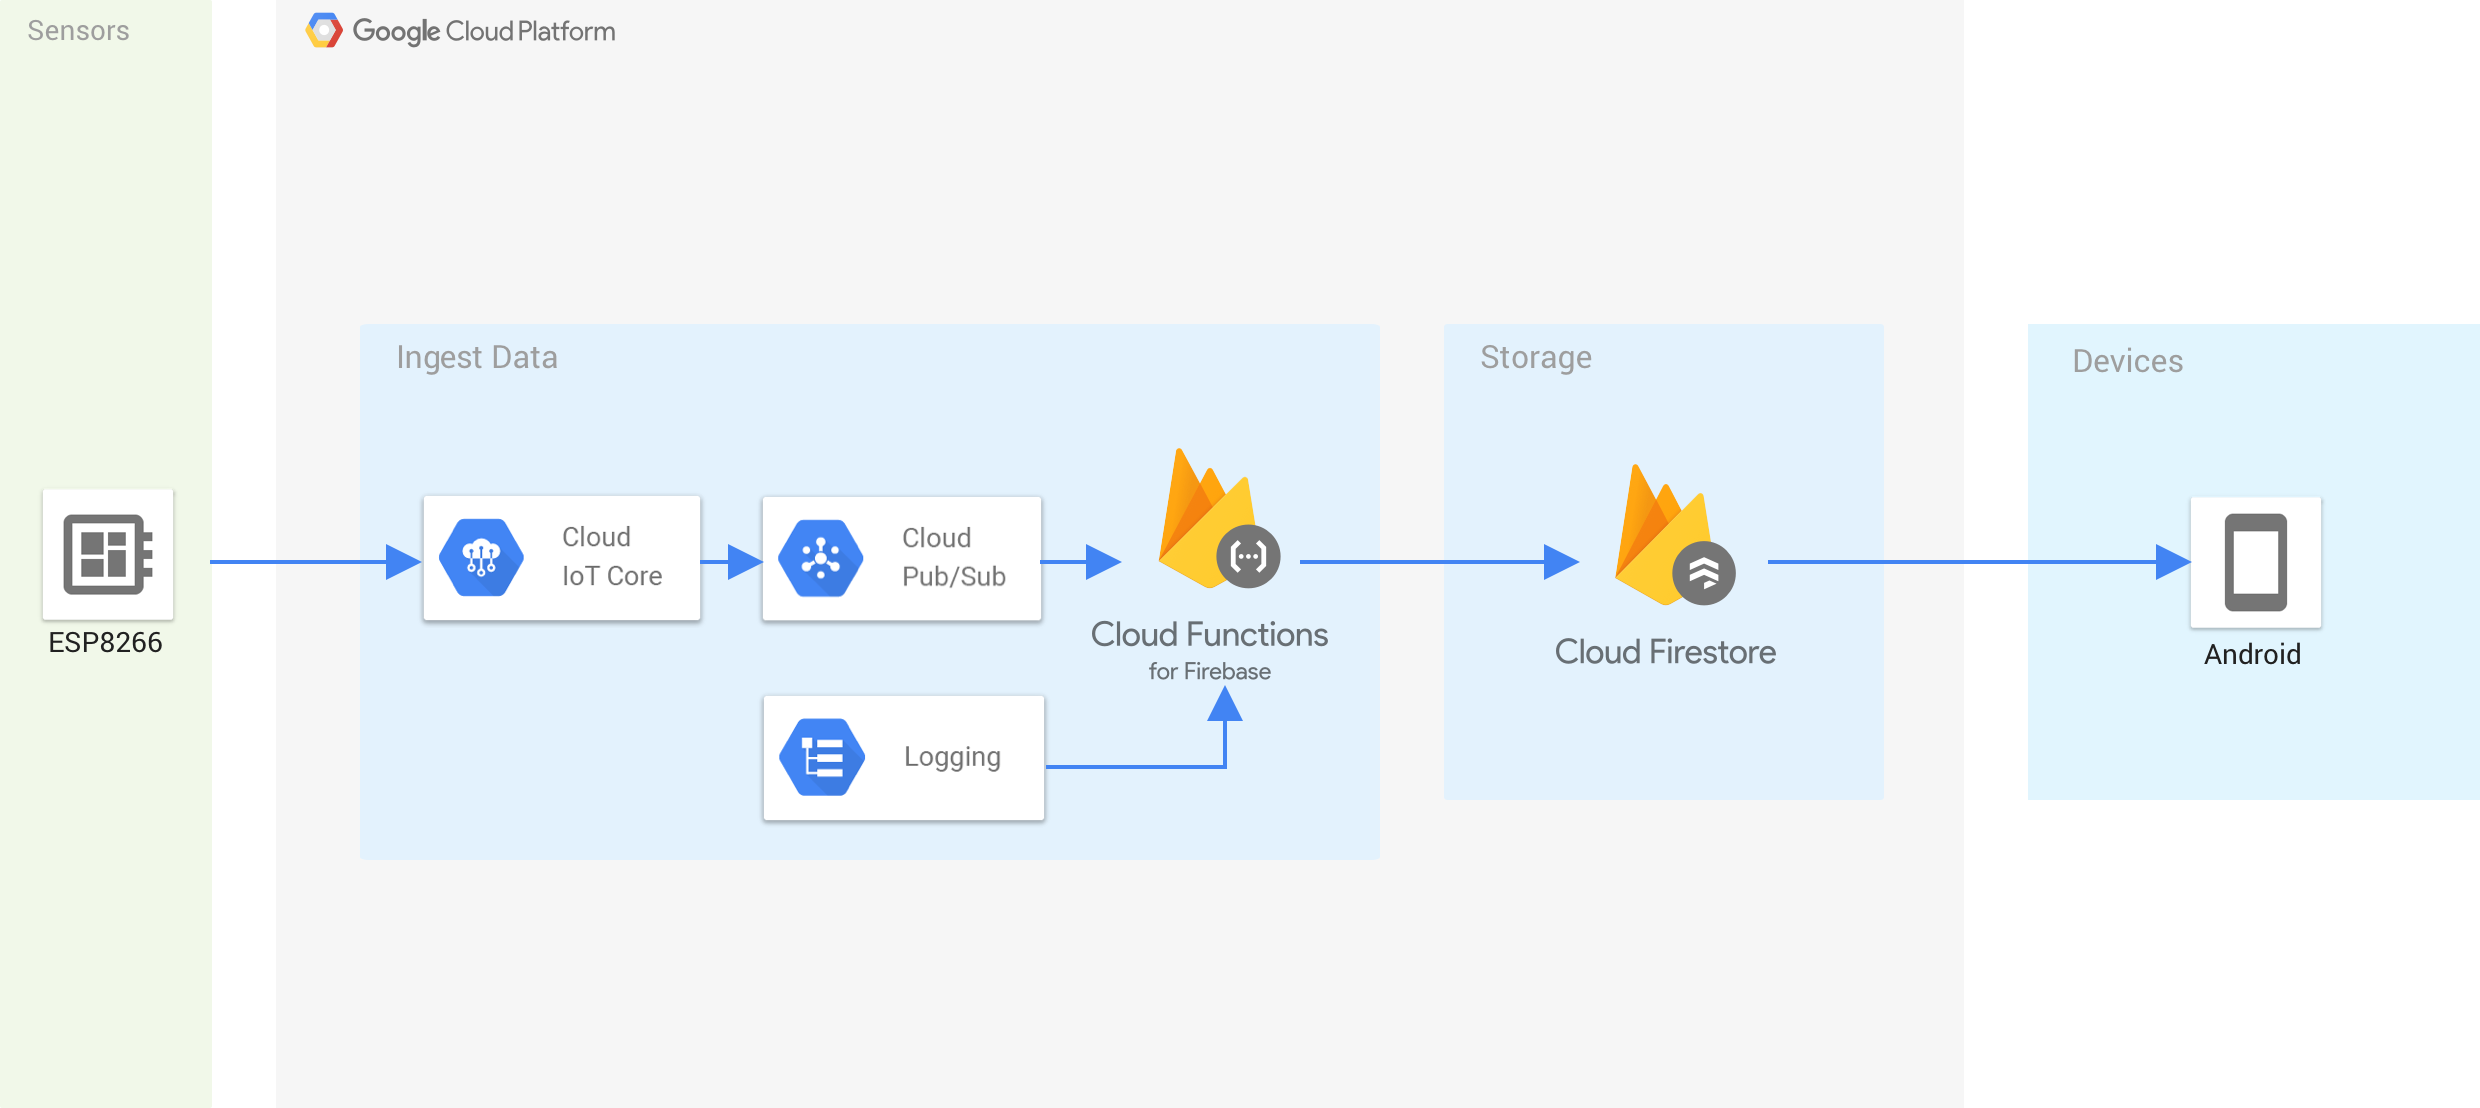 Sensors
Google Cloud Platform
Ingest Data
Storage
Devices
Cloud
IoT Core
Cloud
Pub/Sub
ESP8266
Cloud Functions
for Firebase
Cloud Firestore
Android
Logging